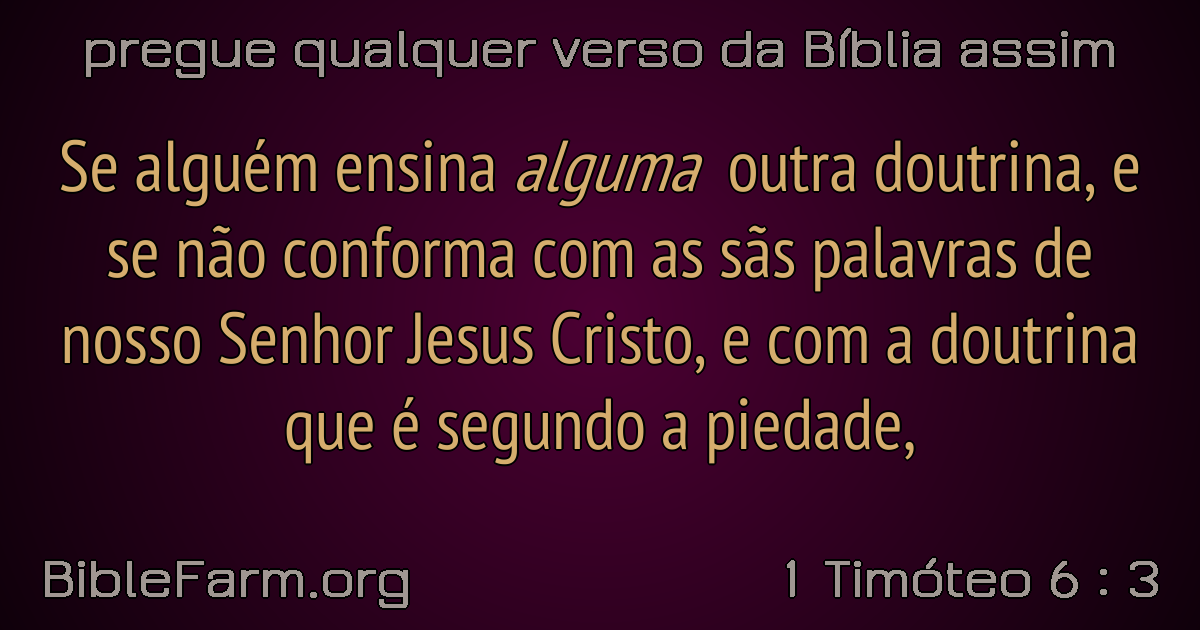 pregue qualquer verso da Bíblia assim
Se alguém ensina alguma outra doutrina, e
se não conforma com as sãs palavras de
nosso Senhor Jesus Cristo, e com a doutrina
que é segundo a piedade,
BibleFarm.org
1 Timóteo 6 : 3